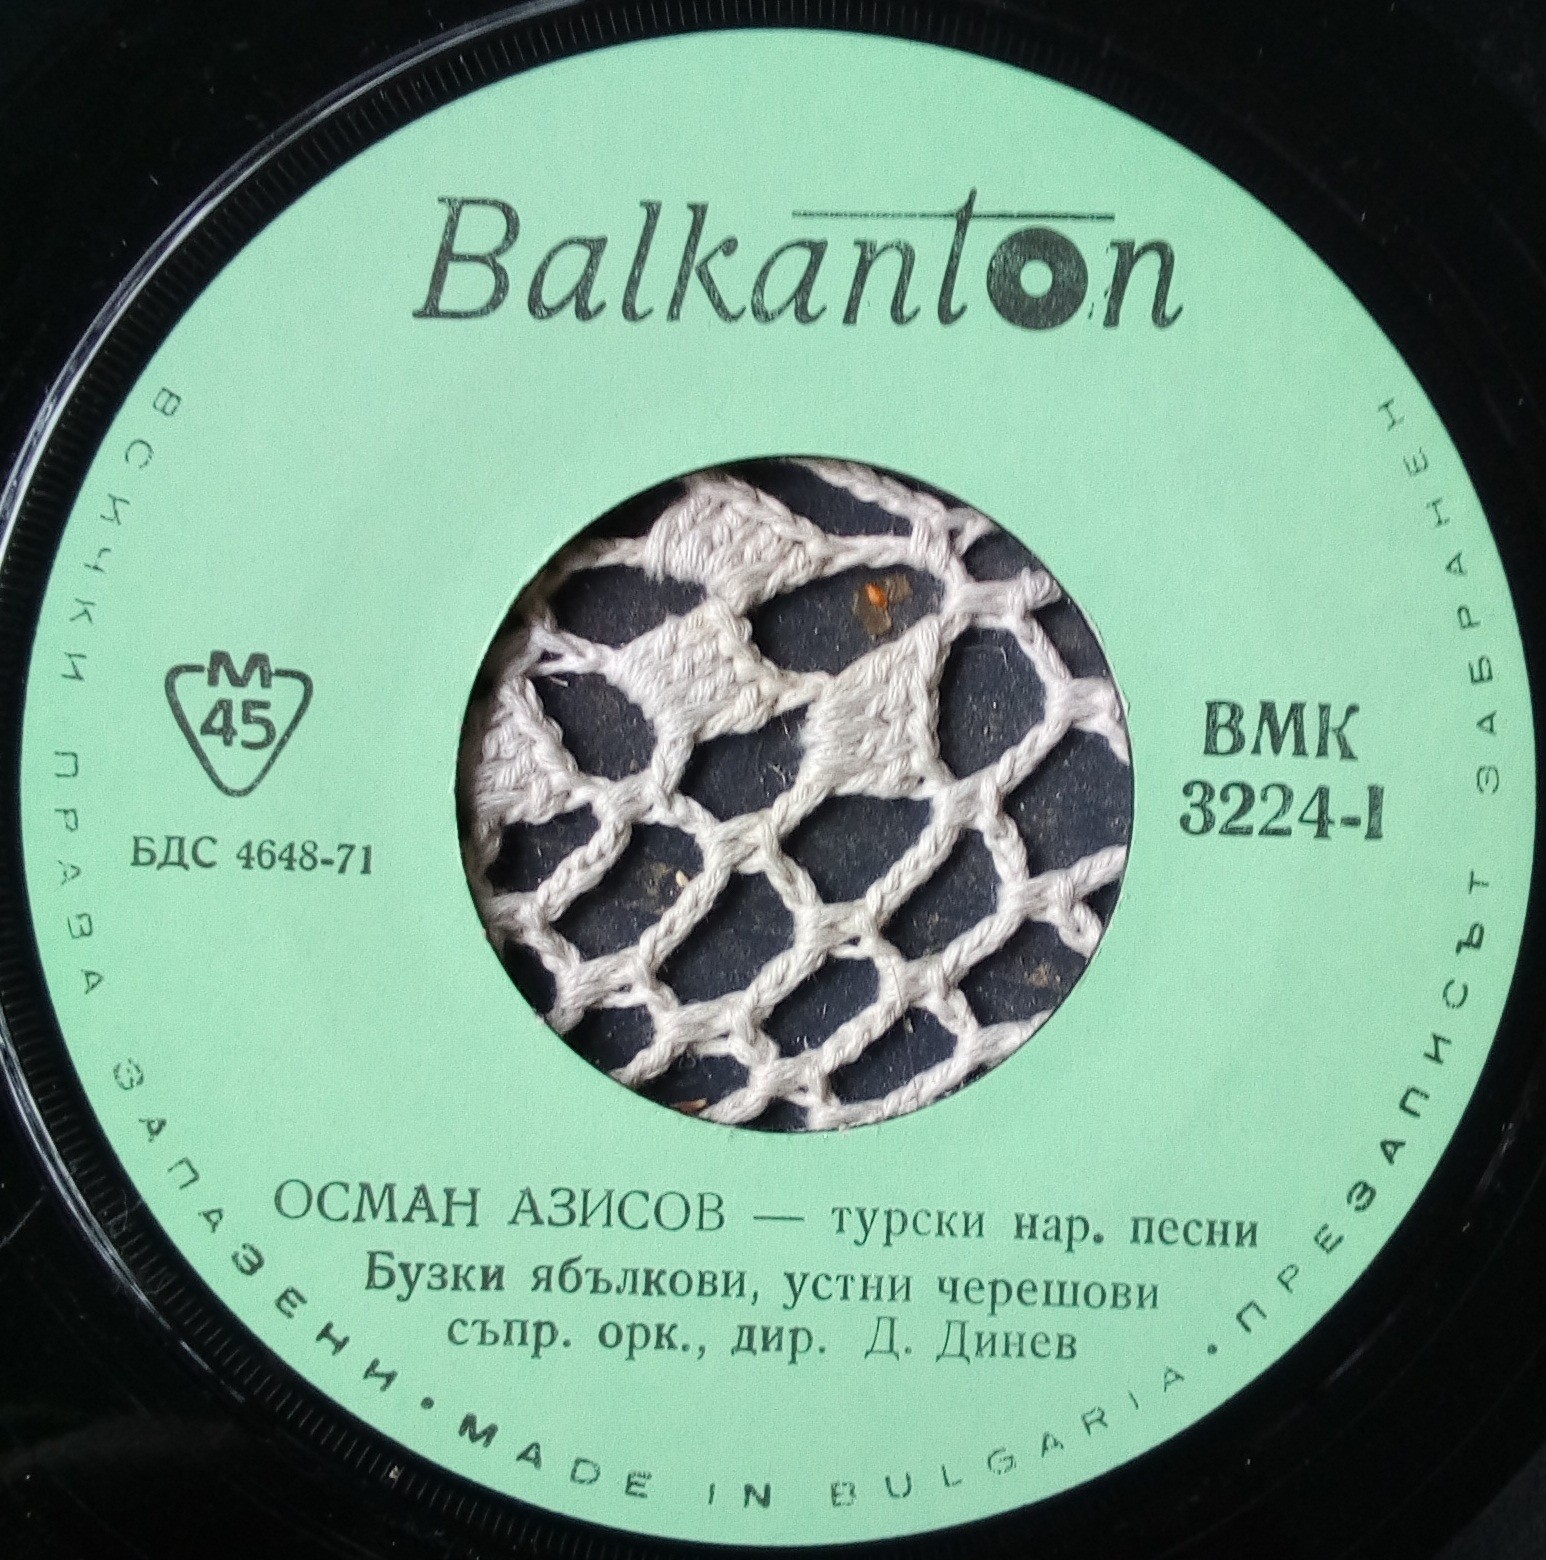 Balkanton
M
45
БДС 4648-71
ВМК
3224-I
ОСМАН АЗИСОВ — турски нар. песни
Бузки ябълкови, устни черешови
съпр. орк., дир. Д. Динев
ВСИЧКИ ПРАВА ЗАПАЗЕНИ • MADE IN BULGARIA • ПРЕЗАПИСЪТ ЗАБРАНЕН